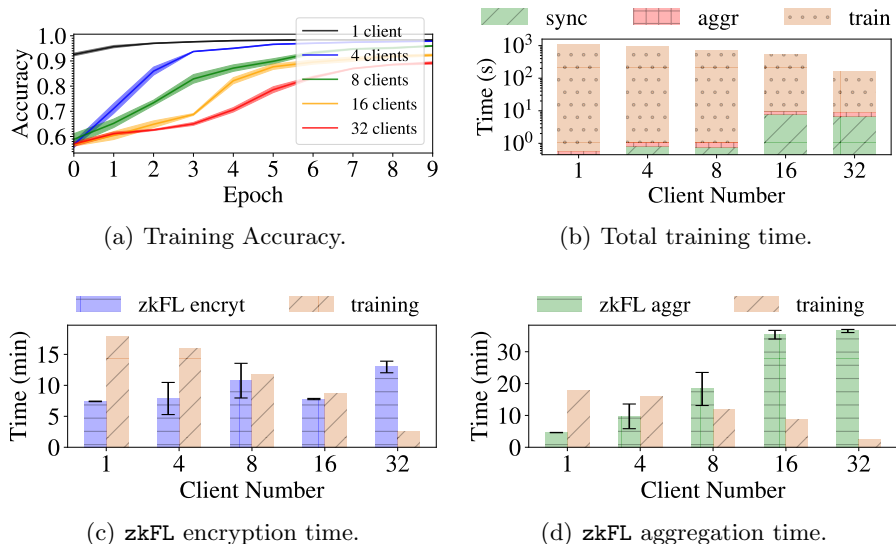 1 client
4 clients
8 clients
16 clients
32 clients
1.0
0.9
0.8
0.7
0.6
Accuracy
0 1 2 3 4 5 6 7 8 9
Epoch
(a) Training Accuracy.
sync aggr train
10³
10²
10¹
10⁰
Time (s)
1 4 8 16 32
Client Number
(b) Total training time.
zkFL encryt training
15
10
5
0
Time (min)
1 4 8 16 32
Client Number
(c) zkFL encryption time.
zkFL aggr training
30
20
10
0
Time (min)
1 4 8 16 32
Client Number
(d) zkFL aggregation time.